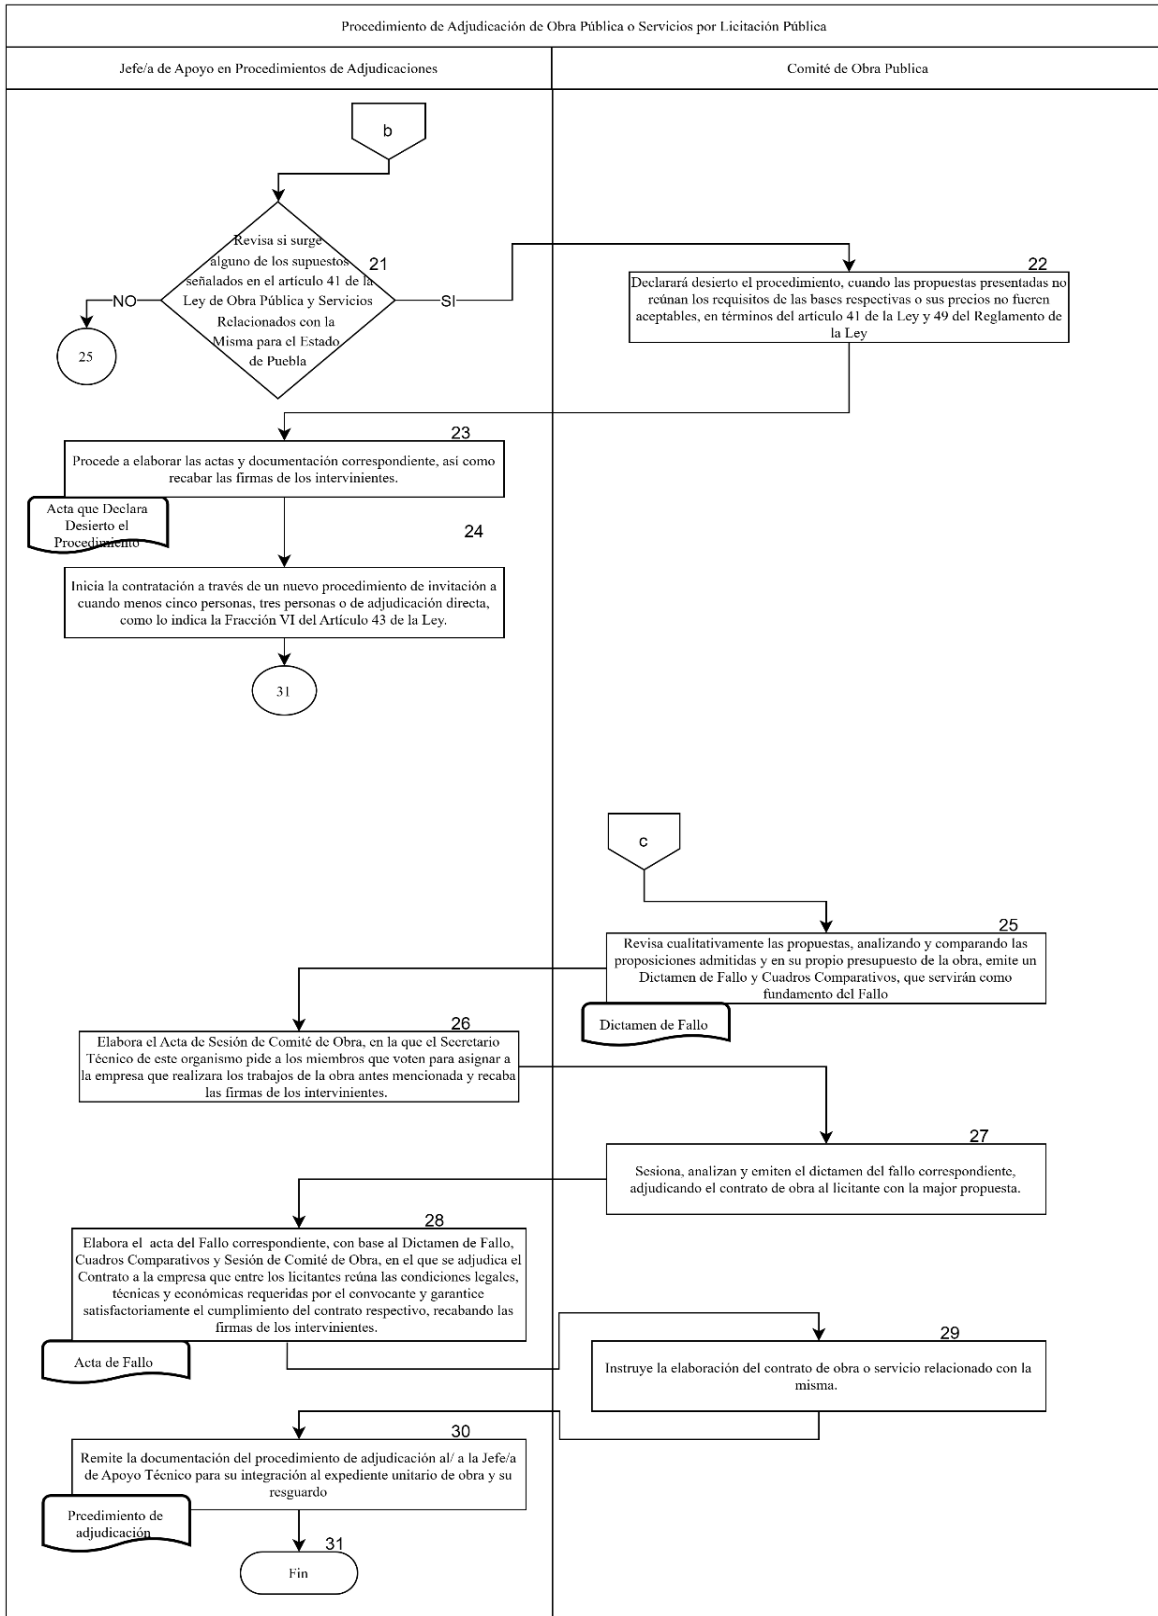 Procedimiento de Adjudicación de Obra Pública o Servicios por Licitación Pública
Jefe/a de Apoyo en Procedimientos de Adjudicaciones
Comité de Obra Publica
b
Revisa si surge
alguno de los supuestos
señalados en el artículo 41 de la
Ley de Obra Pública y Servicios
Relacionados con la
Misma para el Estado
de Puebla
21
NO
SI
25
22
Declarará desierto el procedimiento, cuando las propuestas presentadas no
reúnan los requisitos de las bases respectivas o sus precios no fueren
aceptables, en términos del artículo 41 de la Ley y 49 del Reglamento de
la Ley
23
Procede a elaborar las actas y documentación correspondiente, así como
recabar las firmas de los intervinientes.
Acta que Declara
Desierto el
Procedimiento
24
Inicia la contratación a través de un nuevo procedimiento de invitación a
cuando menos cinco personas, tres personas o de adjudicación directa,
como lo indica la Fracción VI del Artículo 43 de la Ley.
31
c
25
Revisa cualitativamente las propuestas, analizando y comparando las
proposiciones admitidas y en su propio presupuesto de la obra, emite un
Dictamen de Fallo y Cuadros Comparativos, que servirán como
fundamento del Fallo
Dictamen de Fallo
26
Elabora el Acta de Sesión de Comité de Obra, en la que el Secretario
Técnico de este organismo pide a los miembros que voten para asignar a
la empresa que realizara los trabajos de la obra antes mencionada y recaba
las firmas de los intervinientes.
27
Sesiona, analizan y emiten el dictamen del fallo correspondiente,
adjudicando el contrato de obra al licitante con la major propuesta.
28
Elabora el acta del Fallo correspondiente, con base al Dictamen de Fallo,
Cuadros Comparativos y Sesión de Comité de Obra, en el que se adjudica el
Contrato a la empresa que entre los licitantes reúna las condiciones legales,
técnicas y económicas requeridas por el convocante y garantice
satisfactoriamente el cumplimiento del contrato respectivo, recabando las
firmas de los intervinientes.
Acta de Fallo
29
Instruye la elaboración del contrato de obra o servicio relacionado con la
misma.
30
Remite la documentación del procedimiento de adjudicación al/ a la Jefe/a
de Apoyo Técnico para su integración al expediente unitario de obra y su
resguardo
Prcedimiento de
adjudicación
31
Fin